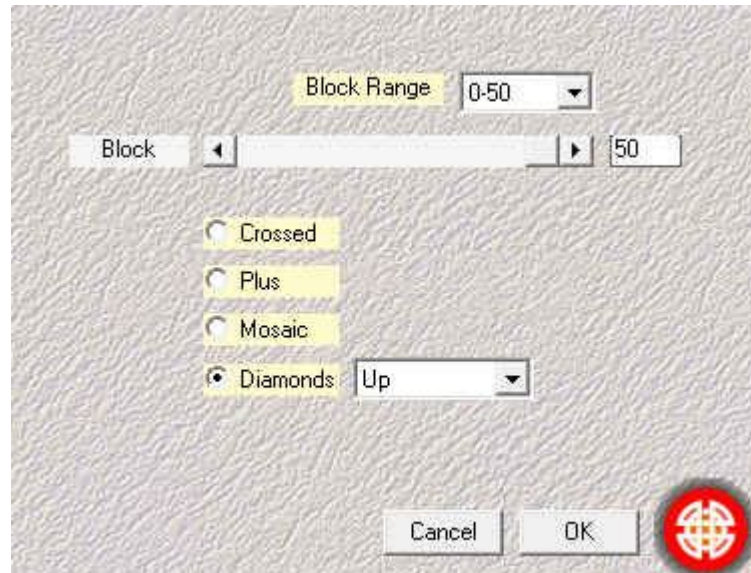 Block Range 0-50
Block 50
Crossed
Plus
Mosaic
Diamonds Up
Cancel OK